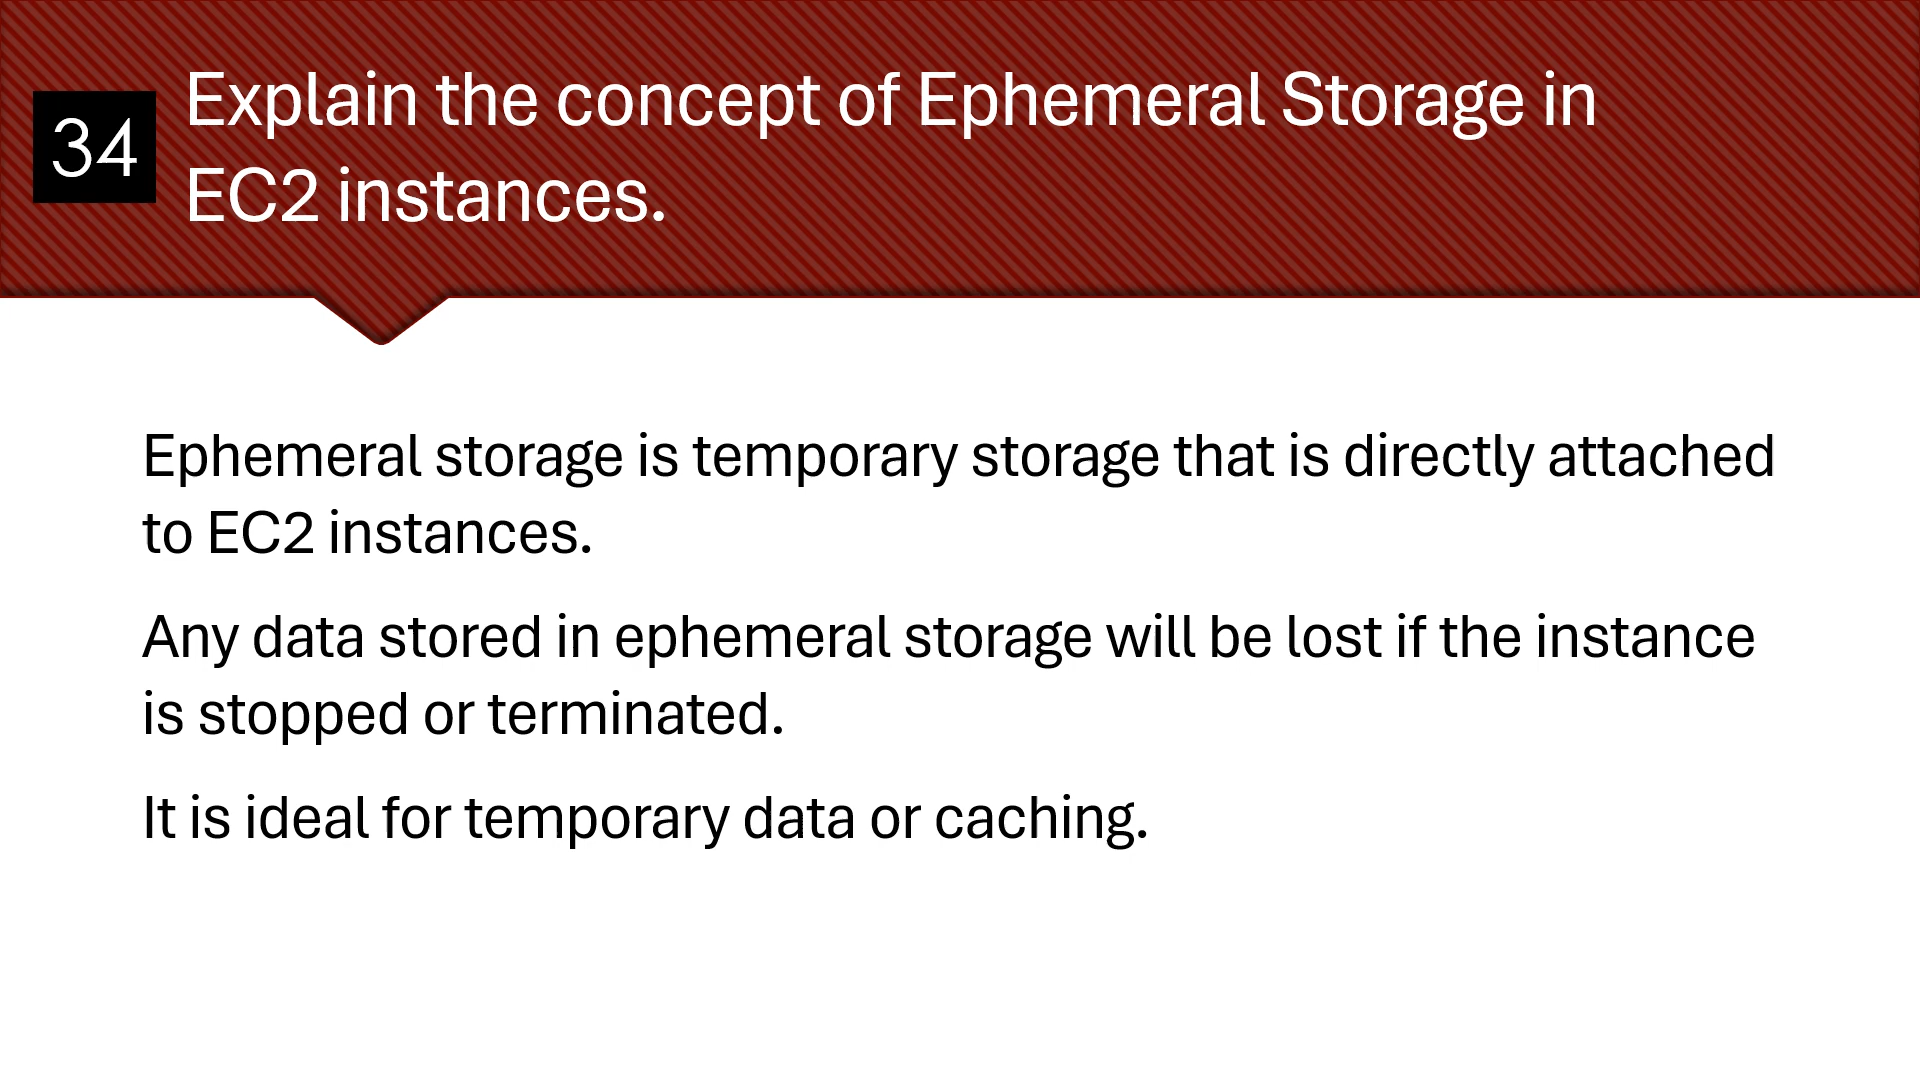 34
Explain the concept of Ephemeral Storage in
EC2 instances.
Ephemeral storage is temporary storage that is directly attached
to EC2 instances.
Any data stored in ephemeral storage will be lost if the instance
is stopped or terminated.
It is ideal for temporary data or caching.